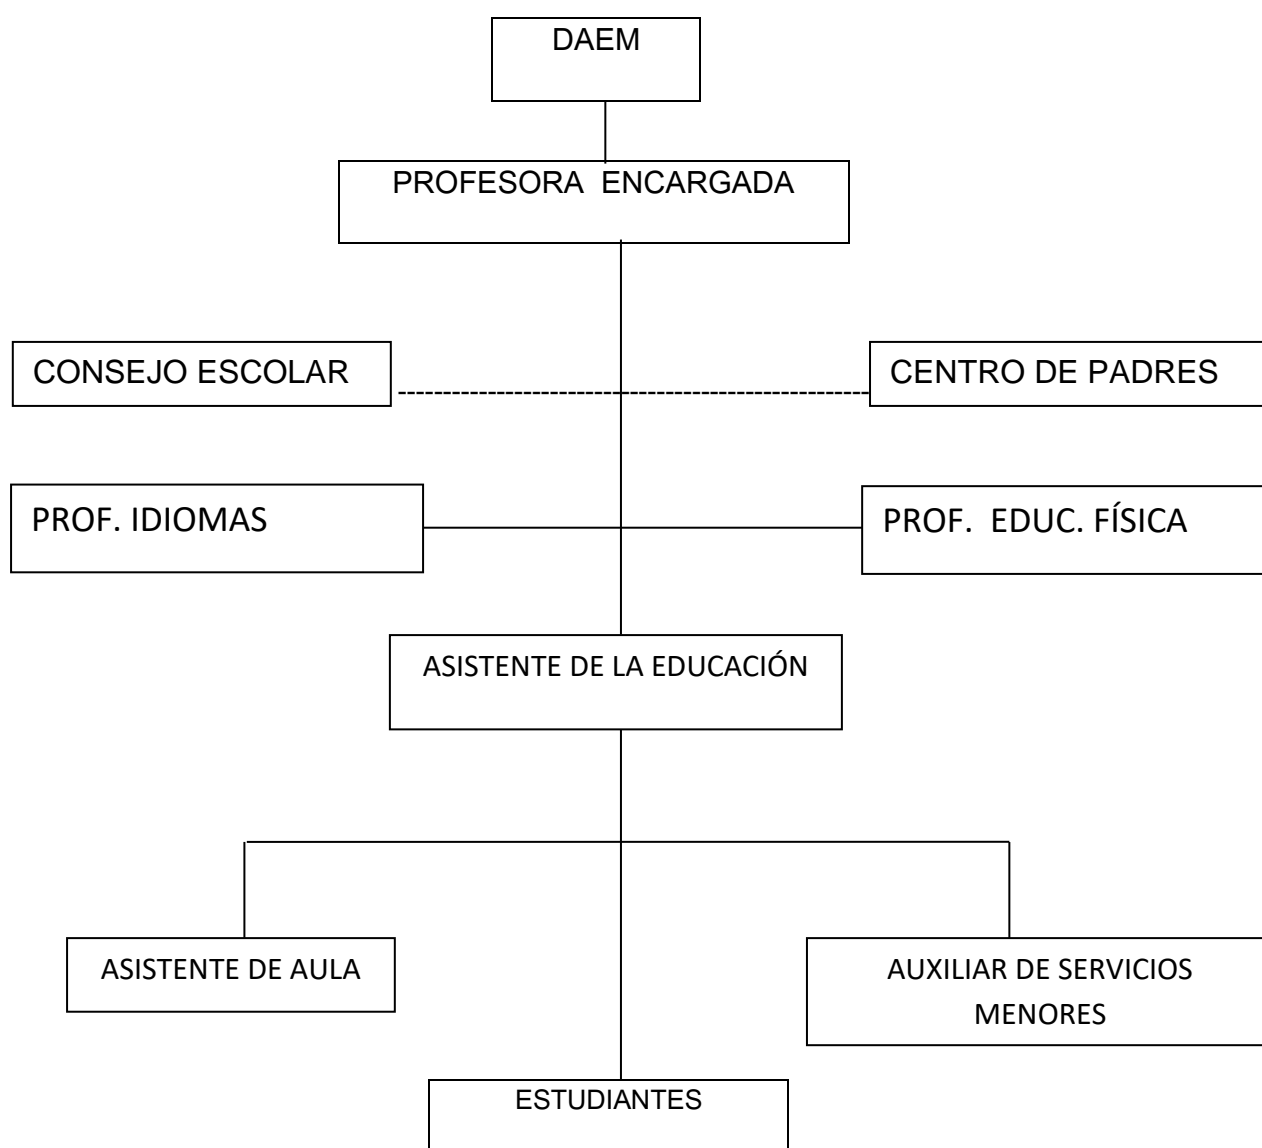 DAEM
PROFESORA ENCARGADA
CONSEJO ESCOLAR
CENTRO DE PADRES
PROF. IDIOMAS
PROF. EDUC. FÍSICA
ASISTENTE DE LA EDUCACIÓN
ASISTENTE DE AULA
AUXILIAR DE SERVICIOS
MENORES
ESTUDIANTES